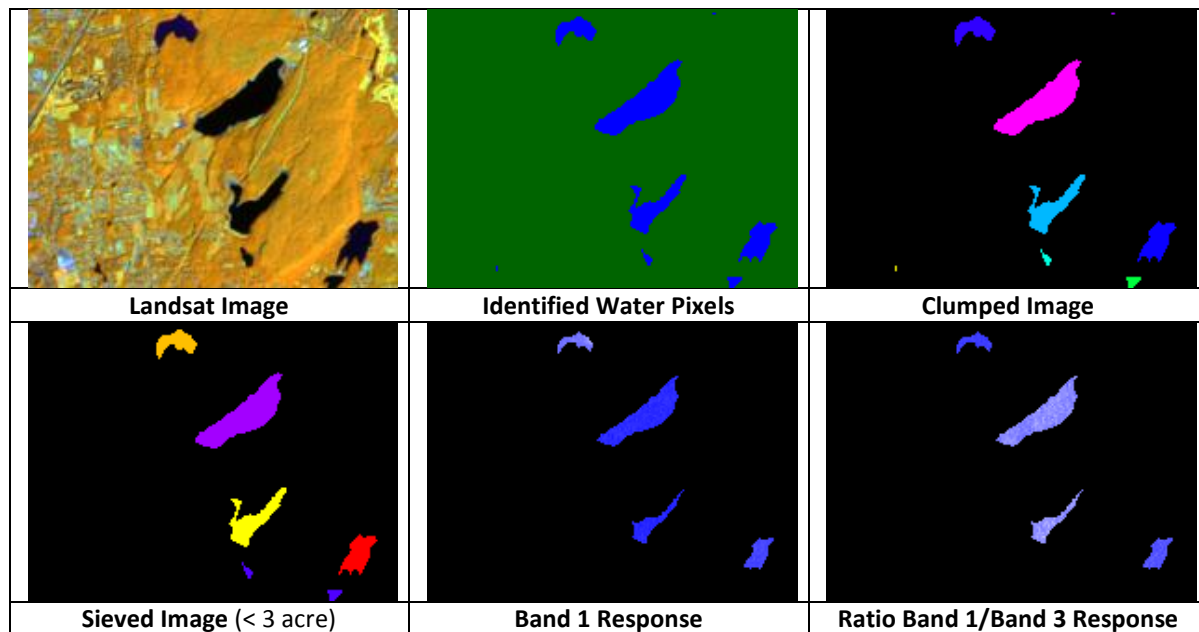 Landsat Image
Identified Water Pixels
Clumped Image
Sieved Image (< 3 acre)
Band 1 Response
Ratio Band 1/Band 3 Response